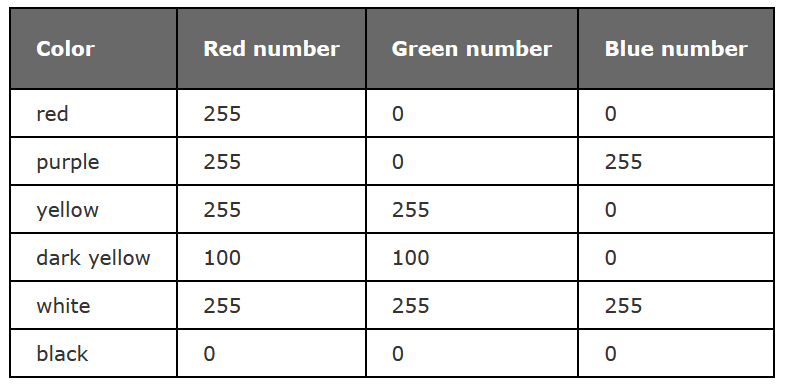 Color Red number Green number Blue number
red 255 0 0
purple 255 0 255
yellow 255 255 0
dark yellow 100 100 0
white 255 255 255
black 0 0 0